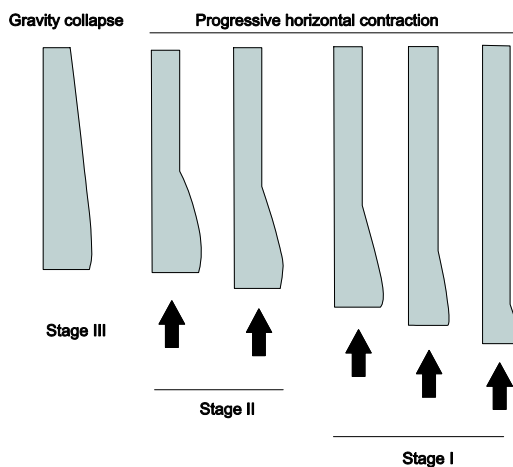 Gravity collapse
Progressive horizontal contraction
Stage III
Stage II
Stage I